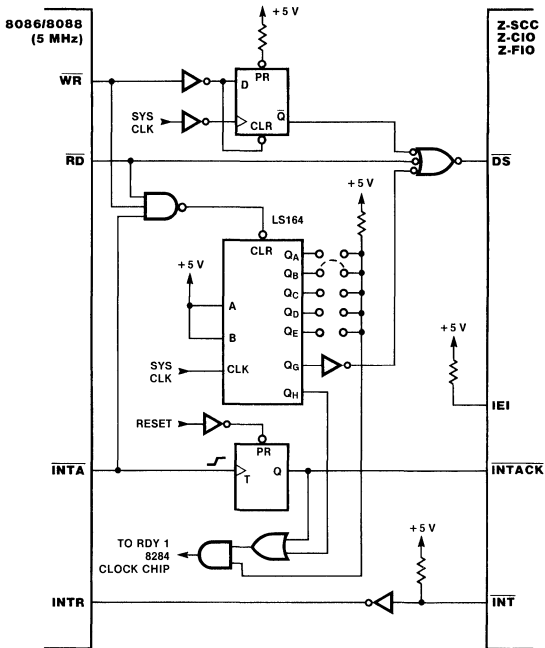 +5 V
8086/8088
(5 MHz)
Z-SCC
Z-CIO
Z-FIO
WR
PR
D
Q
SYS
CLK
CLR
RD
DS
+5 V
LS164
CLR
QA
+5 V
QB
A
QC
B
QD
QE
+5 V
SYS
CLK
CLK
QG
QH
IEI
RESET
PR
INTA
T
Q
INTACK
TO RDY 1
8284
CLOCK CHIP
+5 V
INTR
INT